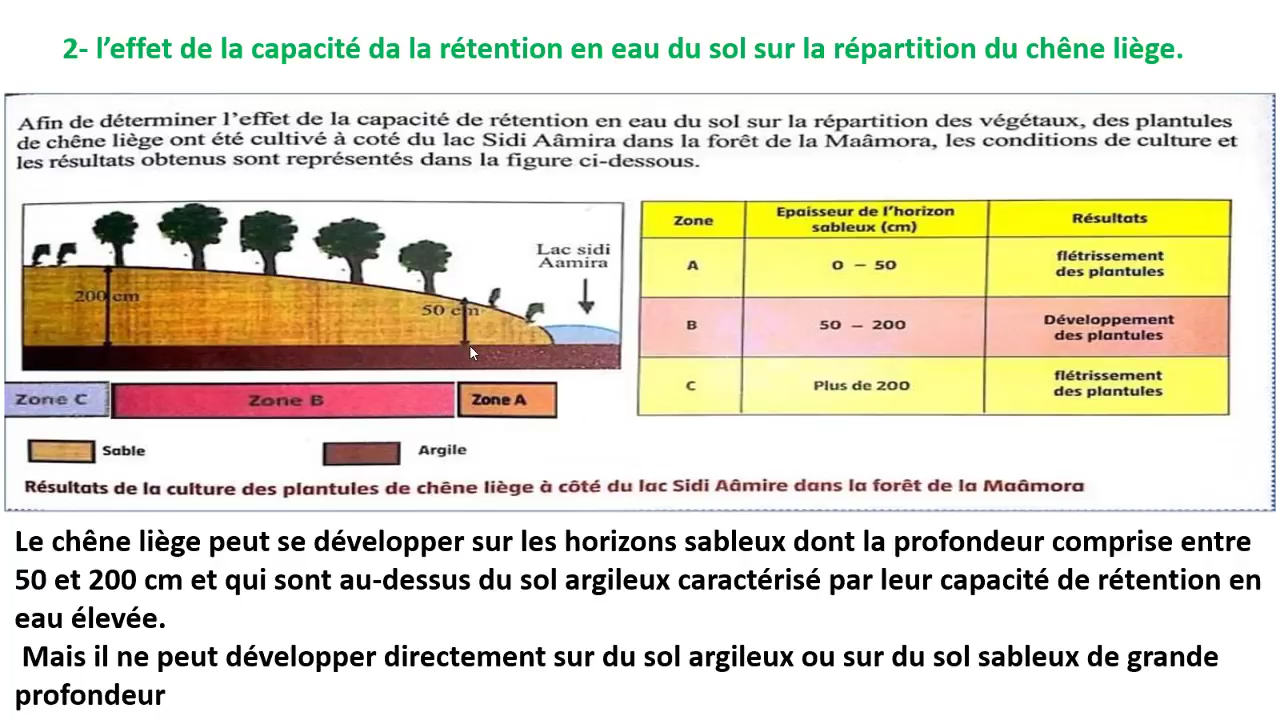 2- l'effet de la capacité da la rétention en eau du sol sur la répartition du chêne liège.
Afin de déterminer l'effet de la capacité de rétention en eau du sol sur la répartition des végétaux, des plantules
de chêne liège ont été cultivé à coté du lac Sidi Aâmira dans la forêt de la Maâmora, les conditions de culture et
les résultats obtenus sont représentés dans la figure ci-dessous.
Lac sidi
Aamira
200 cm
50 cm
Zone C
Zone B
Zone A
Sable
Argile
Zone
Epaisseur de l'horizon
sableux (cm)
Résultats
A
0 – 50
flétrissement
des plantules
B
50 – 200
Développement
des plantules
C
Plus de 200
flétrissement
des plantules
Résultats de la culture des plantules de chêne liège à côté du lac Sidi Aâmire dans la forêt de la Maâmora
Le chêne liège peut se développer sur les horizons sableux dont la profondeur comprise entre
50 et 200 cm et qui sont au-dessus du sol argileux caractérisé par leur capacité de rétention en
eau élevée.
Mais il ne peut développer directement sur du sol argileux ou sur du sol sableux de grande
profondeur